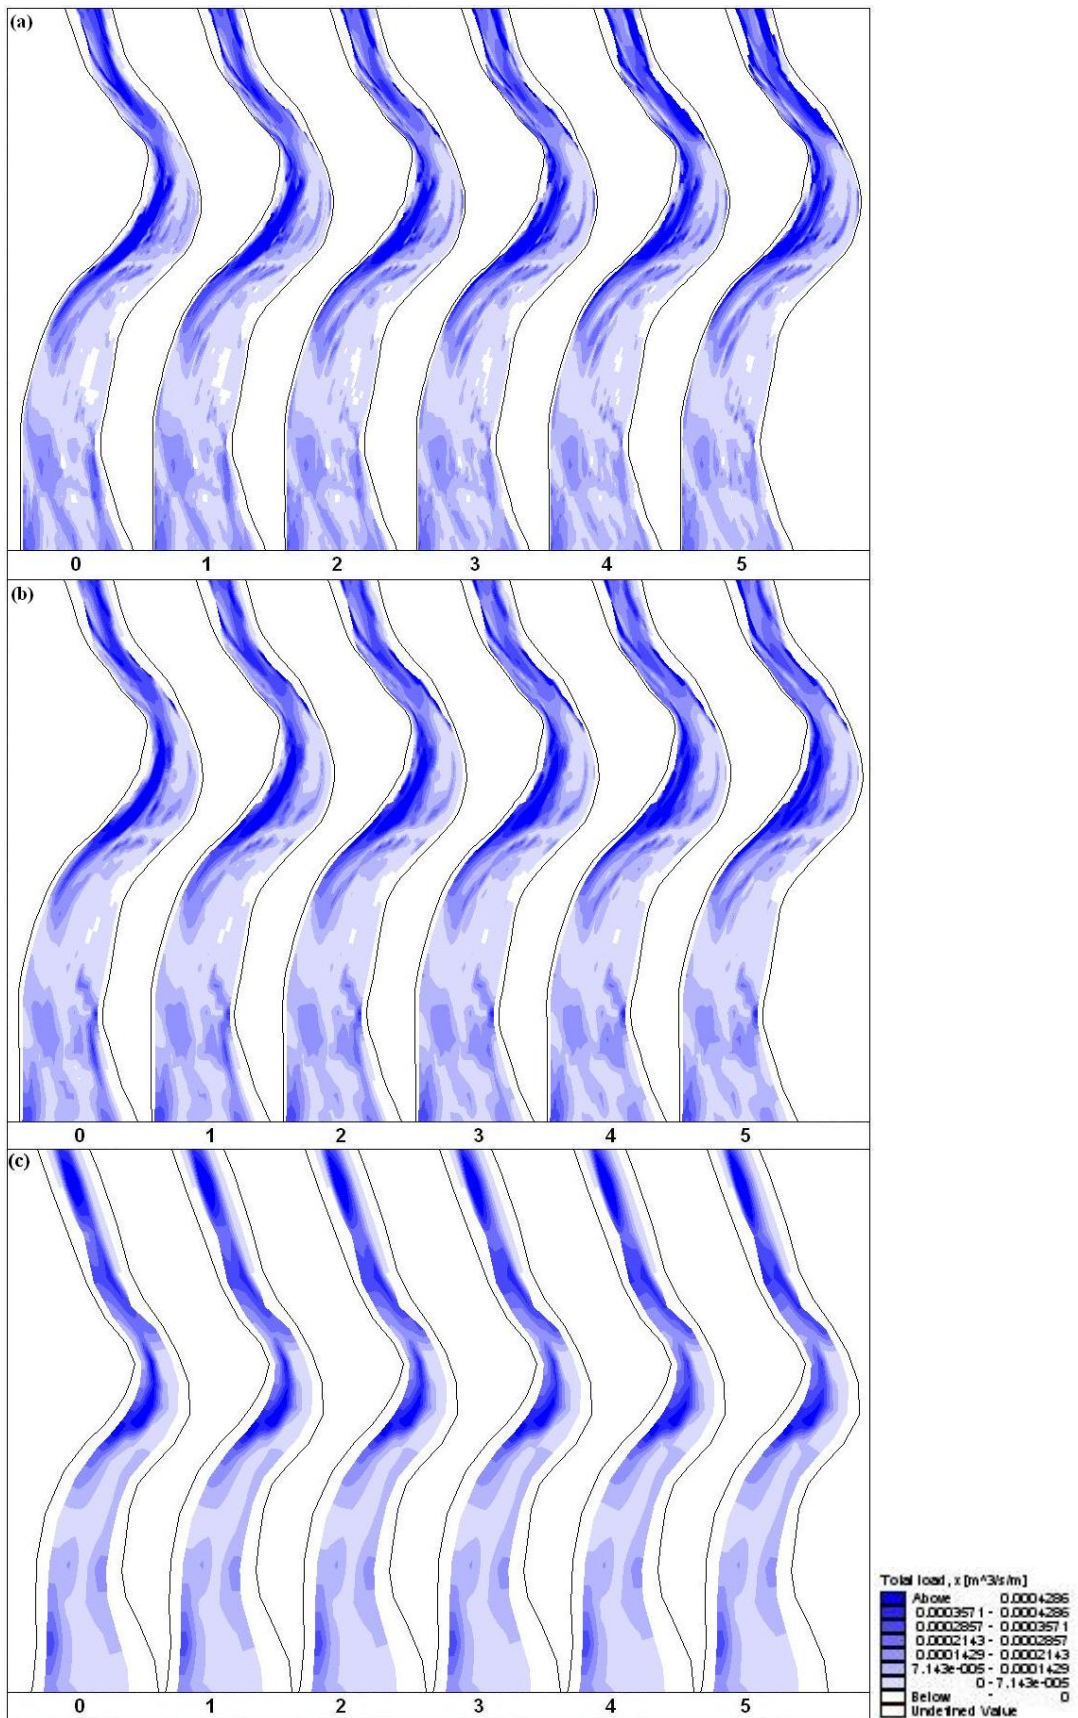 (a)
0 1 2 3 4 5
(b)
0 1 2 3 4 5
(c)
0 1 2 3 4 5
Total load, x [m^3/s/m]
Above 0.0004286
0.0003571 - 0.0004286
0.0002857 - 0.0003571
0.0002143 - 0.0002857
0.0001429 - 0.0002143
7.143e-005 - 0.0001429
0 - 7.143e-005
Below 0
Undefined Value